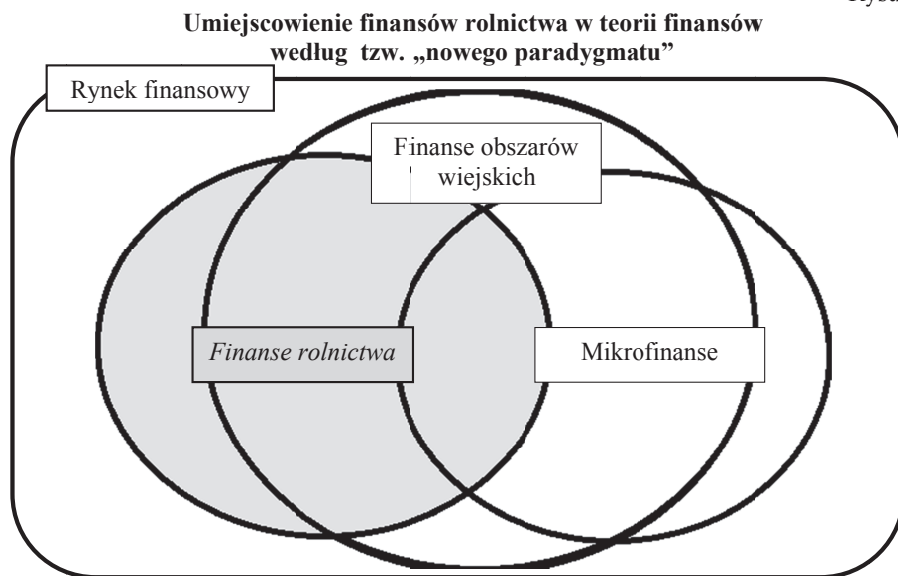 Umiejscowienie finansów rolnictwa w teorii finansów
według tzw. „nowego paradygmatu”
Rynek finansowy
Finanse obszarów
wiejskich
Finanse rolnictwa
Mikrofinanse